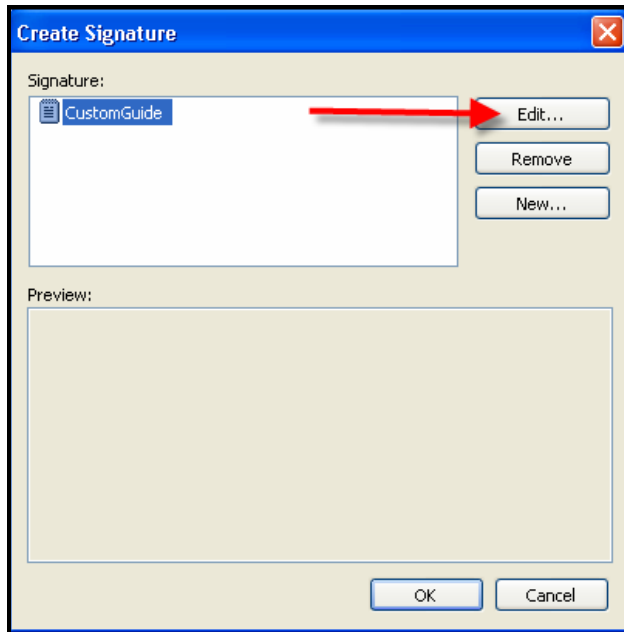 Create Signature
Signature:
CustomGuide
Edit...
Remove
New...
Preview:
OK
Cancel